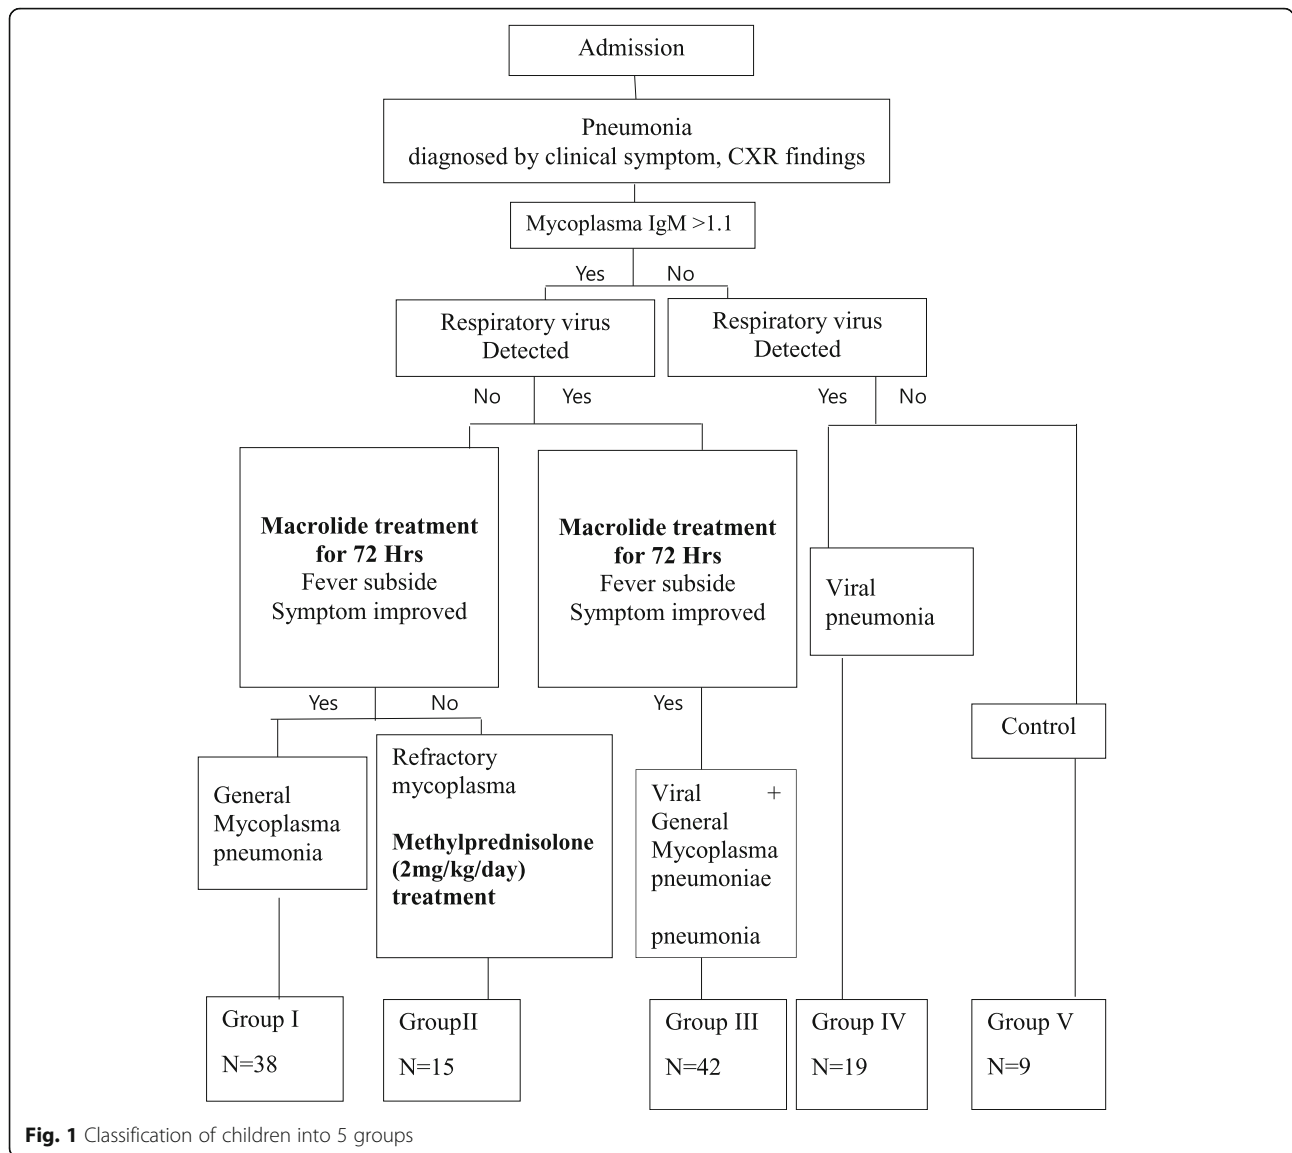 Admission
Pneumonia
diagnosed by clinical symptom, CXR findings
Mycoplasma IgM >1.1
Yes No
Respiratory virus
Detected
Respiratory virus
Detected
No Yes
Yes No
Macrolide treatment
for 72 Hrs
Fever subside
Symptom improved
Macrolide treatment
for 72 Hrs
Fever subside
Symptom improved
Viral
pneumonia
Control
Yes No
Yes
General
Mycoplasma
pneumonia
Refractory
mycoplasma
Methylprednisolone
(2mg/kg/day)
treatment
Viral +
General
Mycoplasma
pneumoniae
pneumonia
Group I
N=38
GroupII
N=15
Group III
N=42
Group IV
N=19
Group V
N=9
Fig. 1 Classification of children into 5 groups